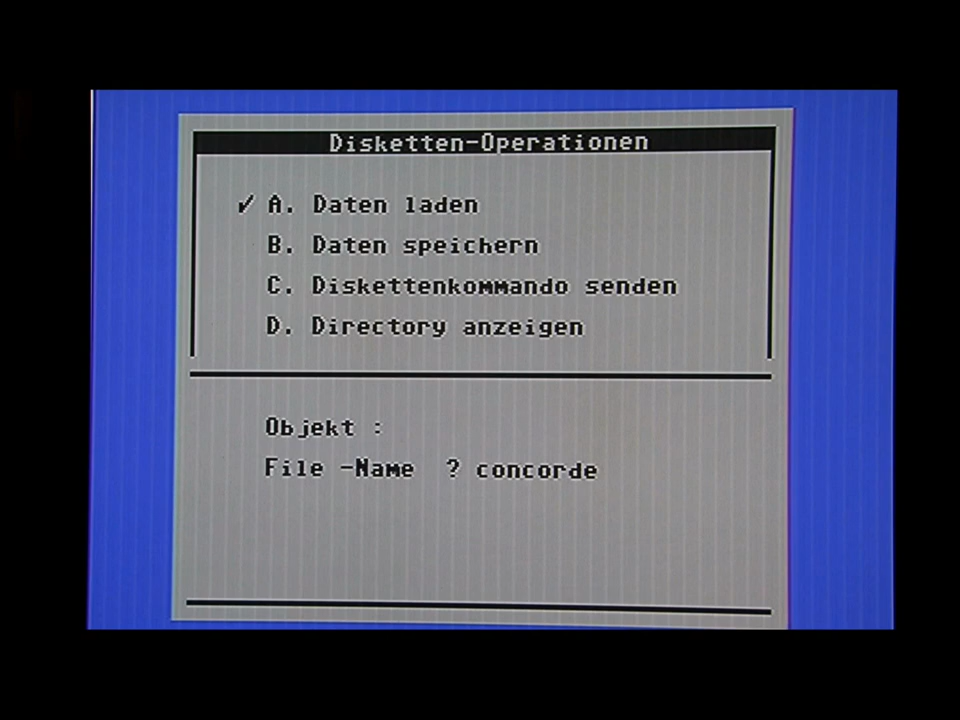 Disketten-Operationen
✓ A. Daten laden
B. Daten speichern
C. Diskettenkommando senden
D. Directory anzeigen
Objekt :
File -Name ? concorde